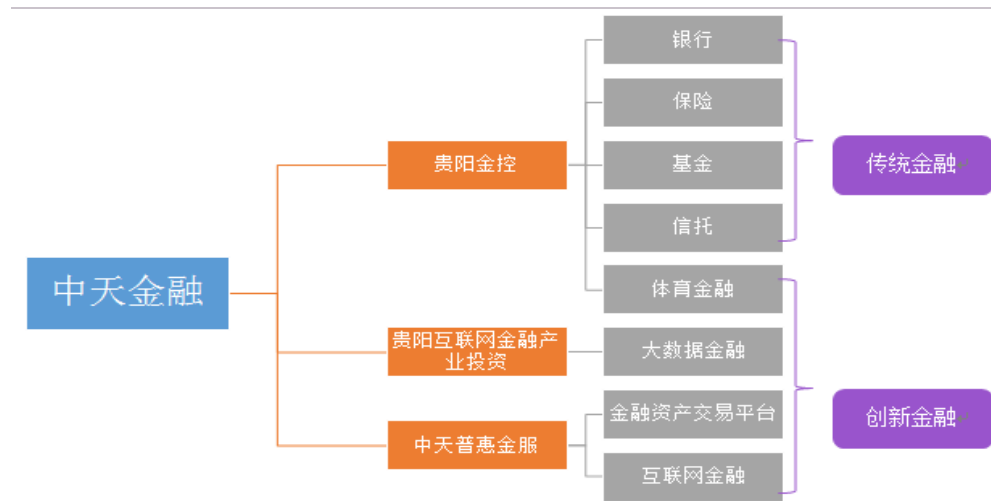 银行
保险
贵阳金控
基金
传统金融
信托
中天金融
体育金融
贵阳互联网金融产
业投资
大数据金融
金融资产交易平台
创新金融
中天普惠金服
互联网金融